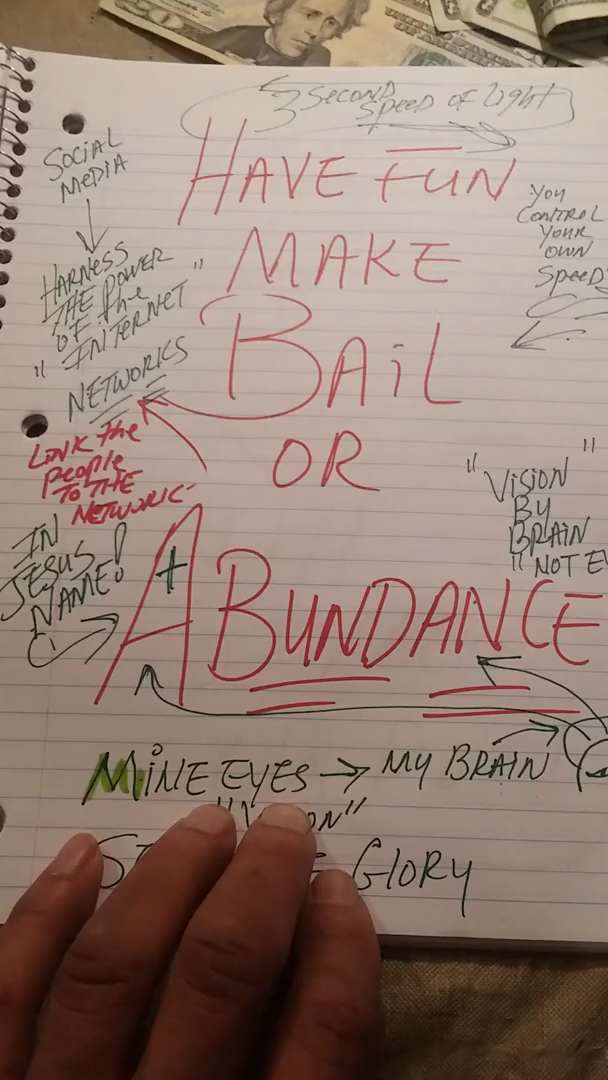 3 SECOND
SPEED OF LIGHT
HAVE FUN
MAKE
BAiL
OR
ABUNDANCE
SOCIAL
MEDIA
HARNESS
THE POWER
OF the
"INTERNET"
NETWORKS
LINK the
PEOPLE
TO THE
NETWORK
IN
JESUS
NAME!
YOU
CONTROL
YOUR
OWN
SPEED
"VISION"
BY
BRAIN
"NOT
MiNE EYES → MY BRAIN
GLORY